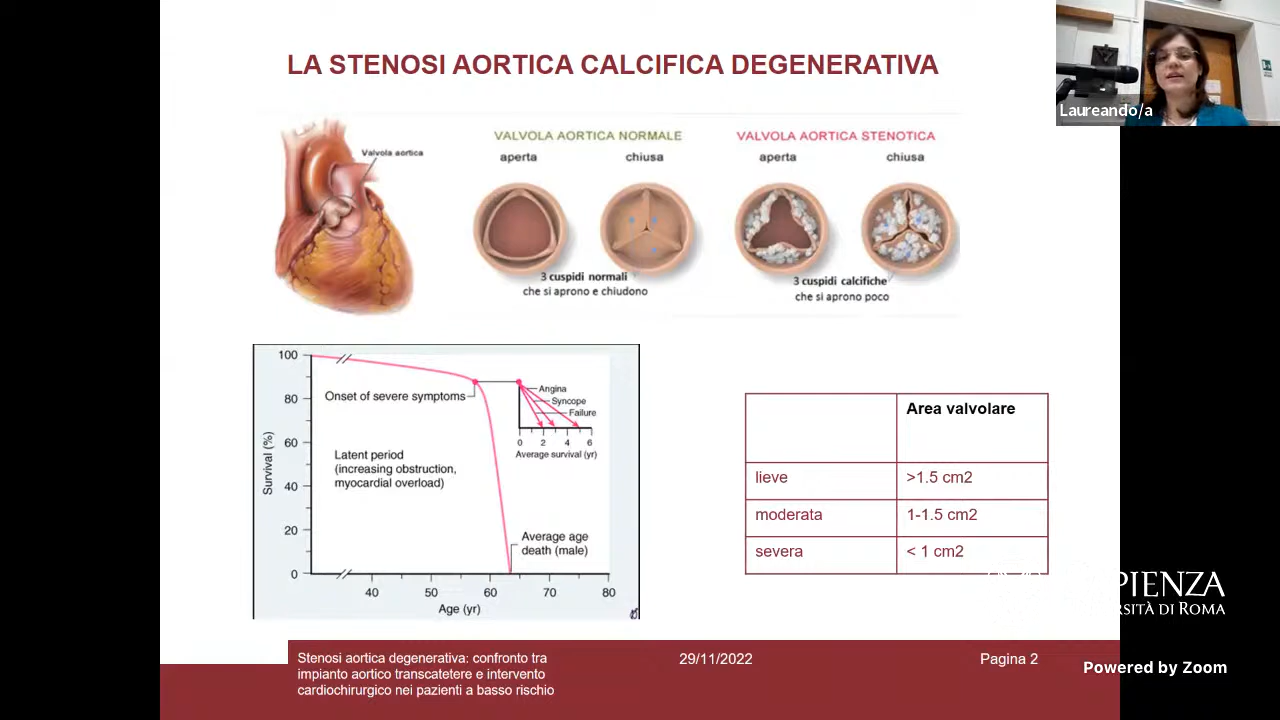 LA STENOSI AORTICA CALCIFICA DEGENERATIVA
Laureando/a
Valvola aortica
VALVOLA AORTICA NORMALE
aperta
chiusa
3 cuspidi normali
che si aprono e chiudono
VALVOLA AORTICA STENOTICA
aperta
chiusa
3 cuspidi calcifiche
che si aprono poco
100
80
60
40
20
0
Survival (%)
Onset of severe symptoms
Latent period
(increasing obstruction,
myocardial overload)
Angina
Syncope
Failure
0 2 4 6
Average survival (yr)
Average age
death (male)
40 50 60 70 80
Age (yr)
Area valvolare
lieve >1.5 cm2
moderata 1-1.5 cm2
severa < 1 cm2
PIENZA
RSITÀ DI ROMA
Stenosi aortica degenerativa: confronto tra
impianto aortico transcatetere e intervento
cardiochirurgico nei pazienti a basso rischio
29/11/2022
Pagina 2
Powered by Zoom